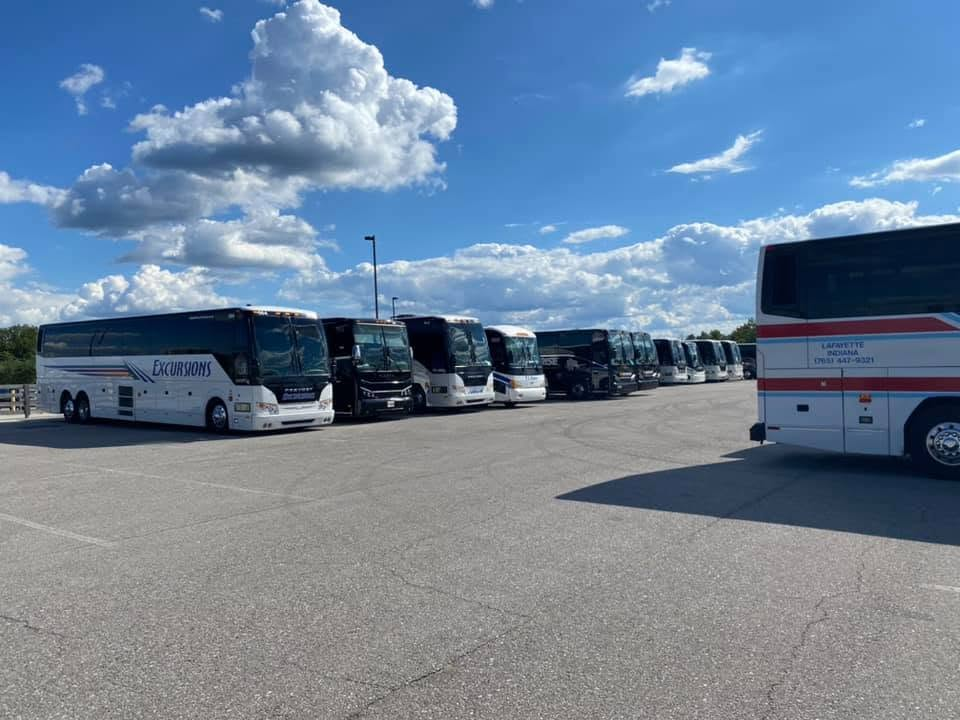 EXCURSIONS
LAFAYETTE
INDIANA
(765) 447-9321